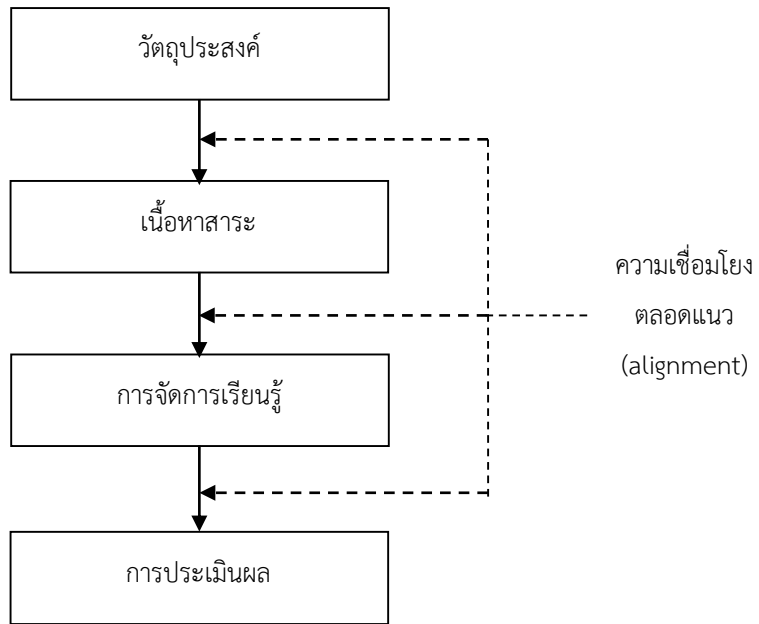 วัตถุประสงค์
เนื้อหาสาระ
ความเชื่อมโยง
ตลอดแนว
(alignment)
การจัดการเรียนรู้
การประเมินผล